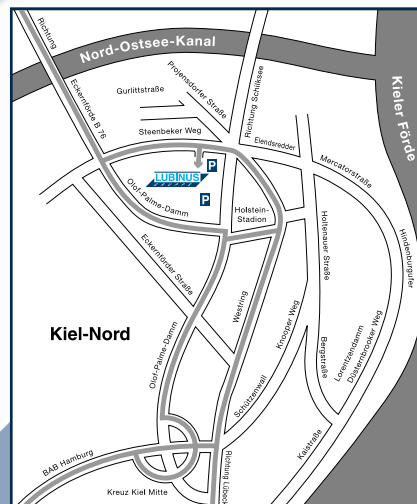 Richtung
Nord-Ostsee-Kanal
Eckernförde B 76
Projensdorfer Straße
Gurlittstraße
Richtung Schilksee
Kieler Förde
Steenbeker Weg
Elendsredder
Mercatorstraße
P
LUBINUS
P
Olof-Palme-Damm
Holstein-
Stadion
Holtenauer Straße
Hindenburgufer
Eckernförder Straße
Westring
Knooper Weg
Kiel-Nord
Olof-Palme-Damm
Bergstraße
Lorentzendamm
Düsternbrooker Weg
Schützenwall
Kaistraße
BAB Hamburg
Richtung Lübeck
Kreuz Kiel Mitte